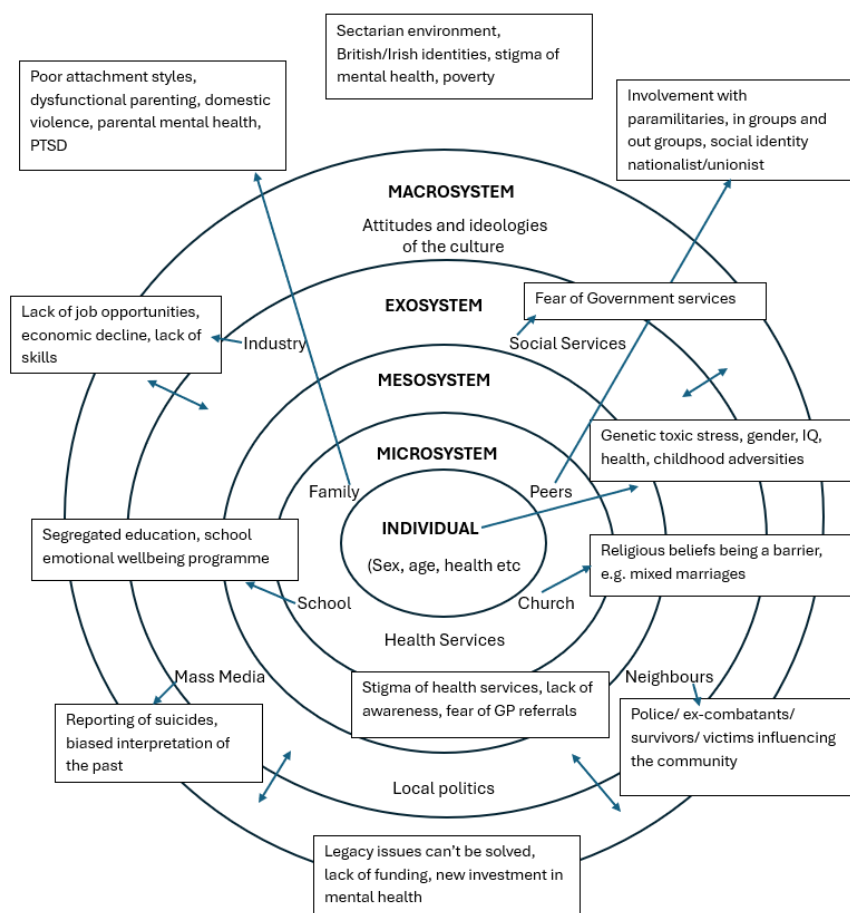 Sectarian environment,
British/Irish identities, stigma of
mental health, poverty
Poor attachment styles,
dysfunctional parenting, domestic
violence, parental mental health,
PTSD
Involvement with
paramilitaries, in groups and
out groups, social identity
nationalist/unionist
MACROSYSTEM
Attitudes and ideologies
of the culture
Lack of job opportunities,
economic decline, lack of
skills
EXOSYSTEM
Fear of Government services
Industry
Social Services
MESOSYSTEM
MICROSYSTEM
Genetic toxic stress, gender, IQ,
health, childhood adversities
Family
Peers
INDIVIDUAL
(Sex, age, health etc
Segregated education, school
emotional wellbeing programme
Religious beliefs being a barrier,
e.g. mixed marriages
School
Church
Health Services
Mass Media
Neighbours
Stigma of health services, lack of
awareness, fear of GP referrals
Reporting of suicides,
biased interpretation of
the past
Police/ ex-combatants/
survivors/ victims influencing
the community
Local politics
Legacy issues can’t be solved,
lack of funding, new investment in
mental health